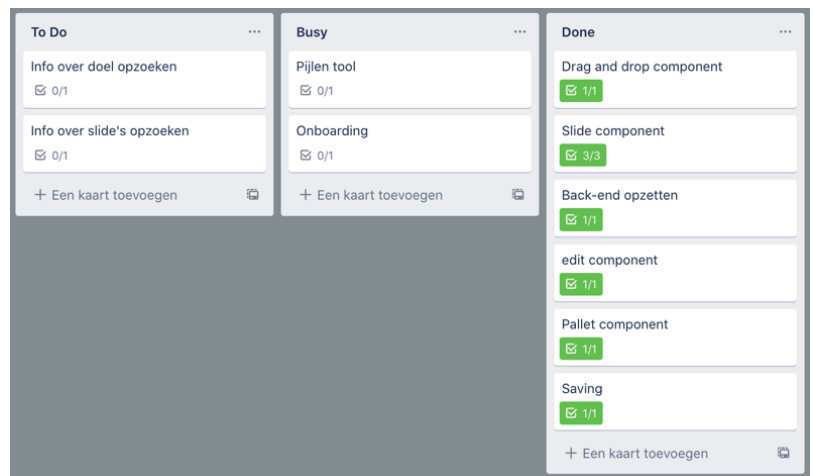 To Do
Info over doel opzoeken
0/1
Info over slide's opzoeken
0/1
+ Een kaart toevoegen
Busy
Pijlen tool
0/1
Onboarding
0/1
+ Een kaart toevoegen
Done
Drag and drop component
1/1
Slide component
3/3
Back-end opzetten
1/1
edit component
1/1
Pallet component
1/1
Saving
1/1
+ Een kaart toevoegen